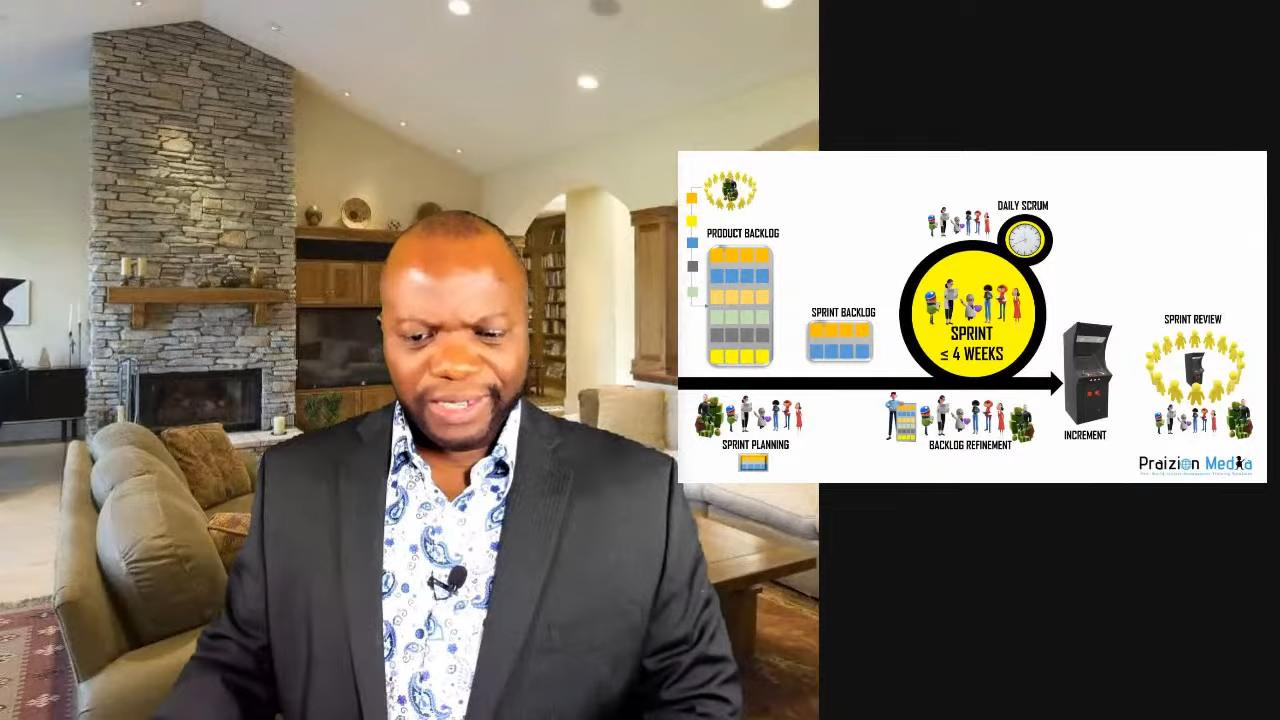 DAILY SCRUM
PRODUCT BACKLOG
SPRINT BACKLOG
SPRINT
≤ 4 WEEKS
SPRINT REVIEW
INCREMENT
SPRINT PLANNING
BACKLOG REFINEMENT
Praizion Media